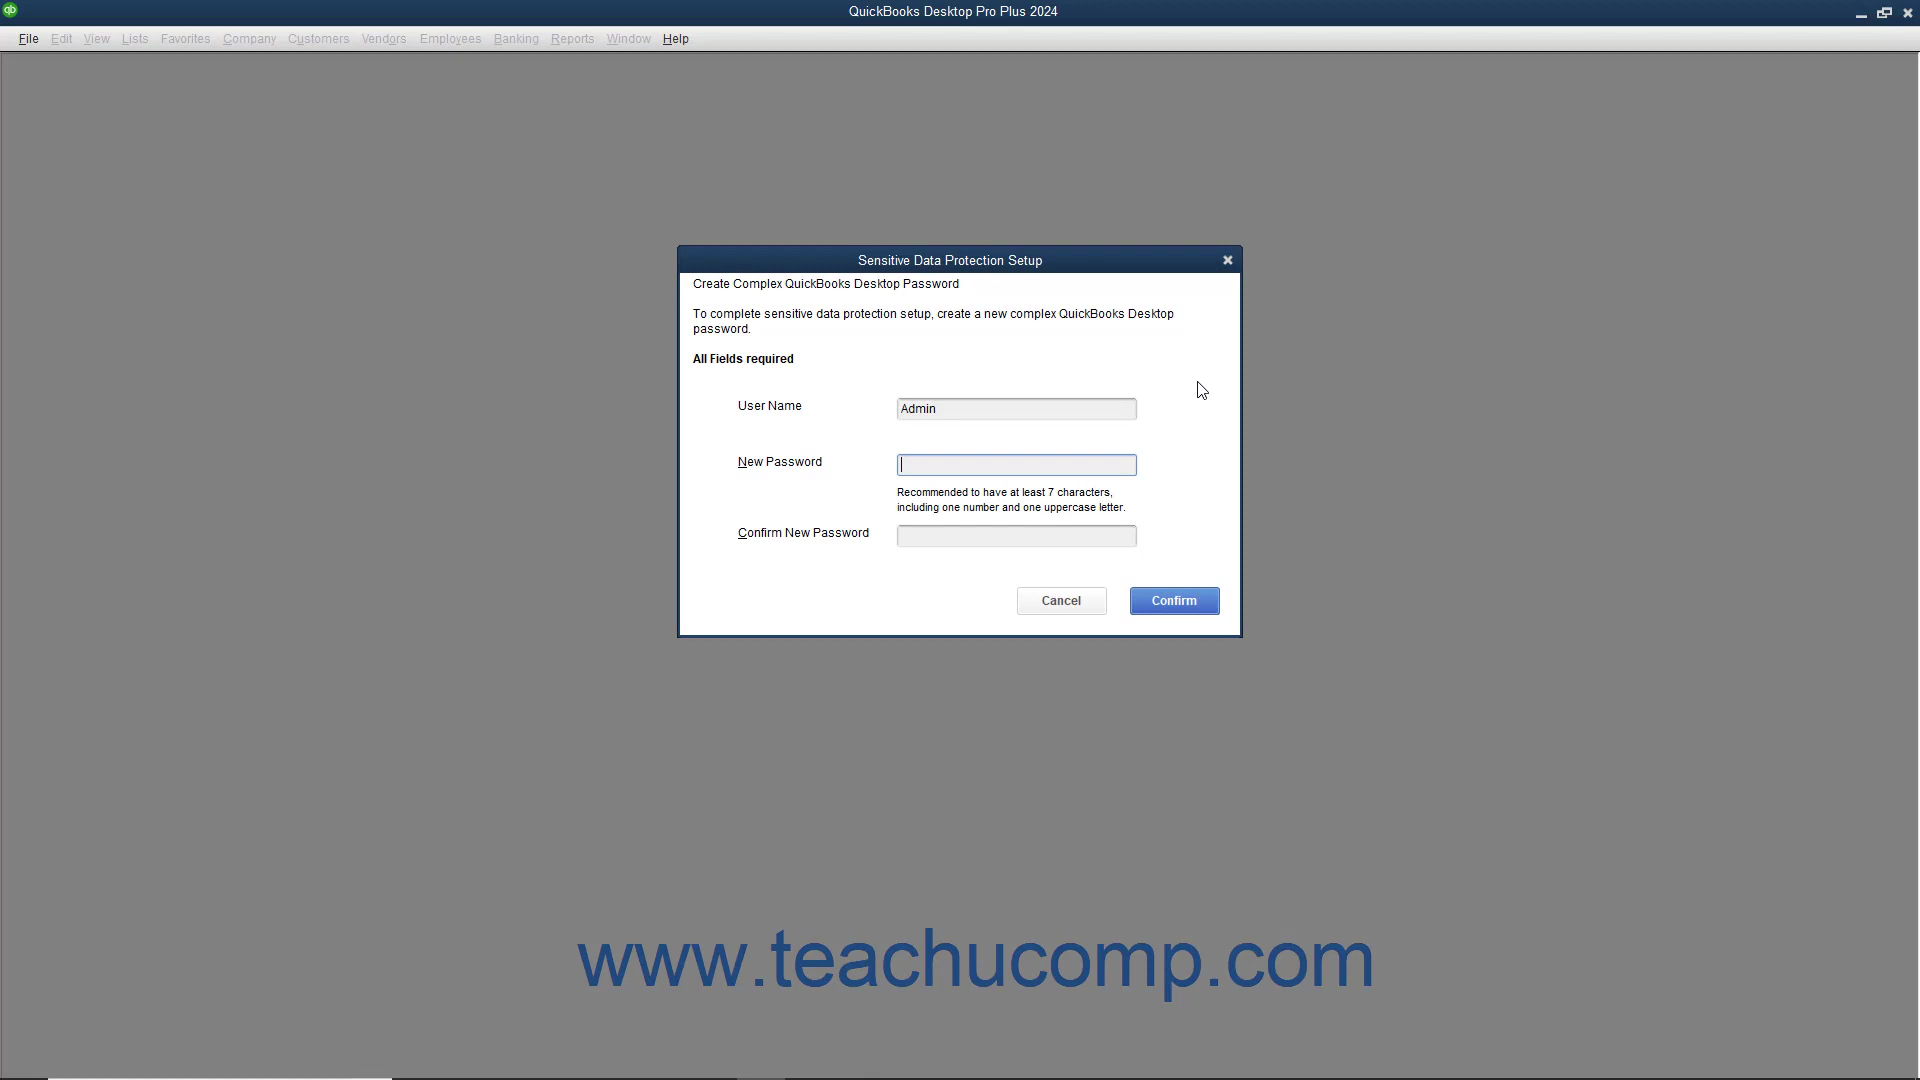 qb
QuickBooks Desktop Pro Plus 2024
File Edit View Lists Favorites Company Customers Vendors Employees Banking Reports Window Help
Sensitive Data Protection Setup
Create Complex QuickBooks Desktop Password
To complete sensitive data protection setup, create a new complex QuickBooks Desktop
password.
All Fields required
User Name Admin
New Password
Recommended to have at least 7 characters,
including one number and one uppercase letter.
Confirm New Password
Cancel Confirm
www.teachucomp.com